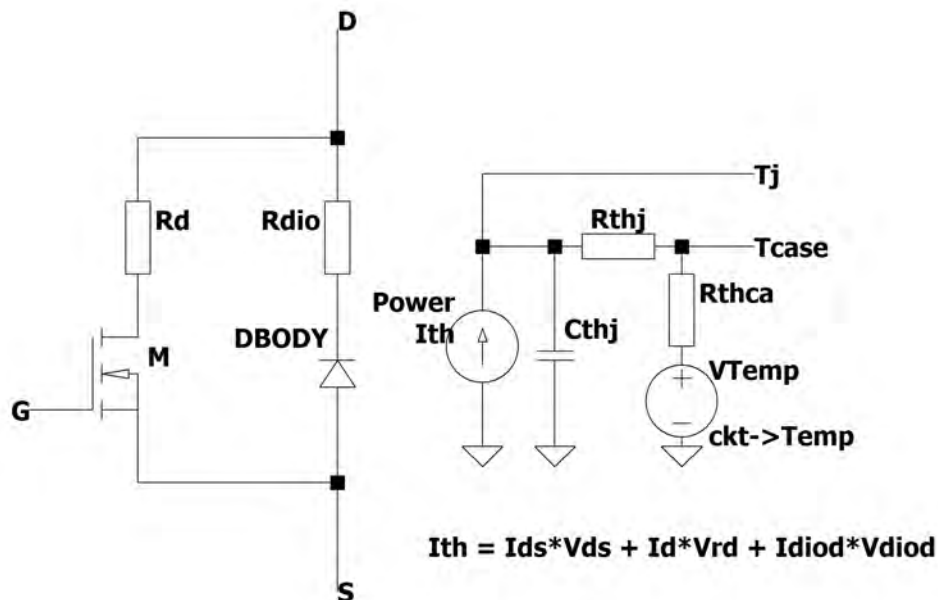 D
Rd
Rdio
DBODY
M
G
S
Tj
Rthj
Tcase
Rthca
Power
Ith
Cthj
+
VTemp
−
ckt->Temp
Ith = Ids*Vds + Id*Vrd + Idiod*Vdiod